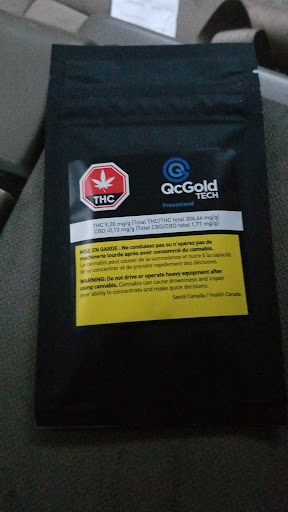 THC
QcGold
TECH
Freezeland
THC 9,20 mg/g (Total THC/THC total 204,44 mg/g)
CBD <0,10 mg/g (Total CBD/CBD total 1,71 mg/g)
MISE EN GARDE : Ne conduisez pas ou n'opérez pas de
machinerie lourde après avoir consommé du cannabis.
Le cannabis peut causer de la somnolence et nuire à la capacité
de se concentrer et de prendre rapidement des décisions.
WARNING: Do not drive or operate heavy equipment after
using cannabis. Cannabis can cause drowsiness and impair
your ability to concentrate and make quick decisions.
Santé Canada / Health Canada